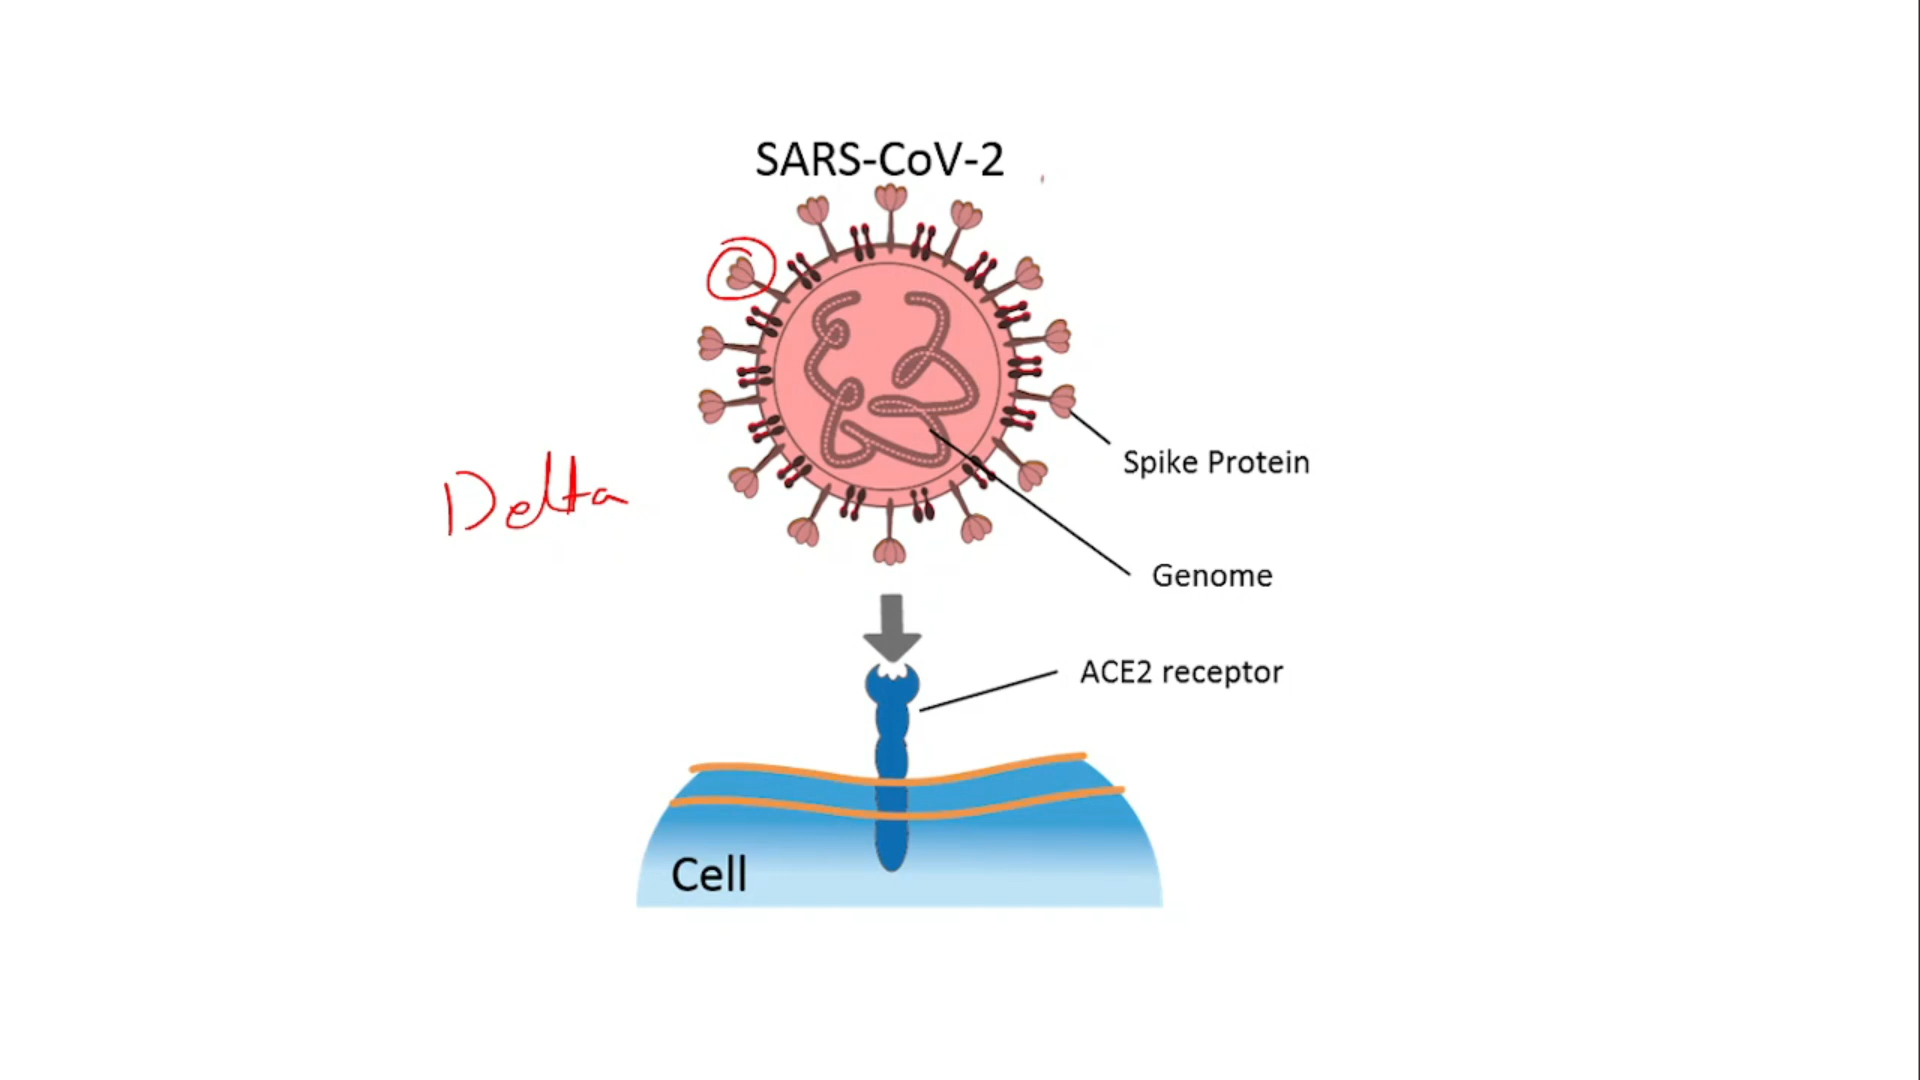 SARS-CoV-2
Spike Protein
Delta
Genome
ACE2 receptor
Cell